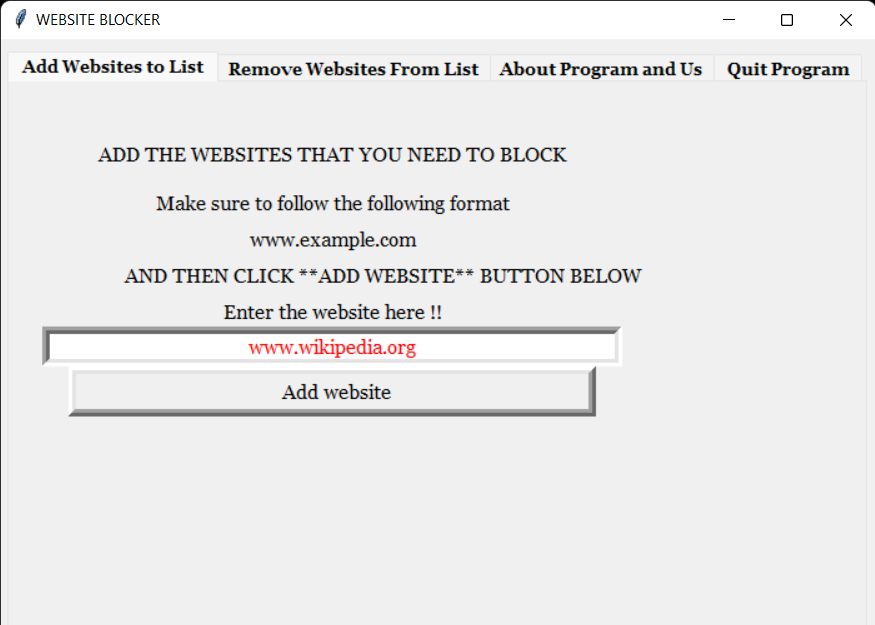 WEBSITE BLOCKER
Add Websites to List Remove Websites From List About Program and Us Quit Program
ADD THE WEBSITES THAT YOU NEED TO BLOCK
Make sure to follow the following format
www.example.com
AND THEN CLICK **ADD WEBSITE** BUTTON BELOW
Enter the website here !!
www.wikipedia.org
Add website